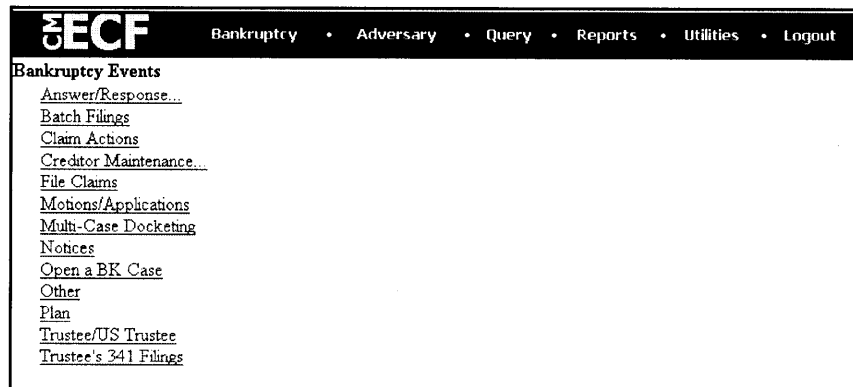 CM ECF Bankruptcy • Adversary • Query • Reports • Utilities • Logout
Bankruptcy Events
Answer/Response...
Batch Filings
Claim Actions
Creditor Maintenance...
File Claims
Motions/Applications
Multi-Case Docketing
Notices
Open a BK Case
Other
Plan
Trustee/US Trustee
Trustee's 341 Filings